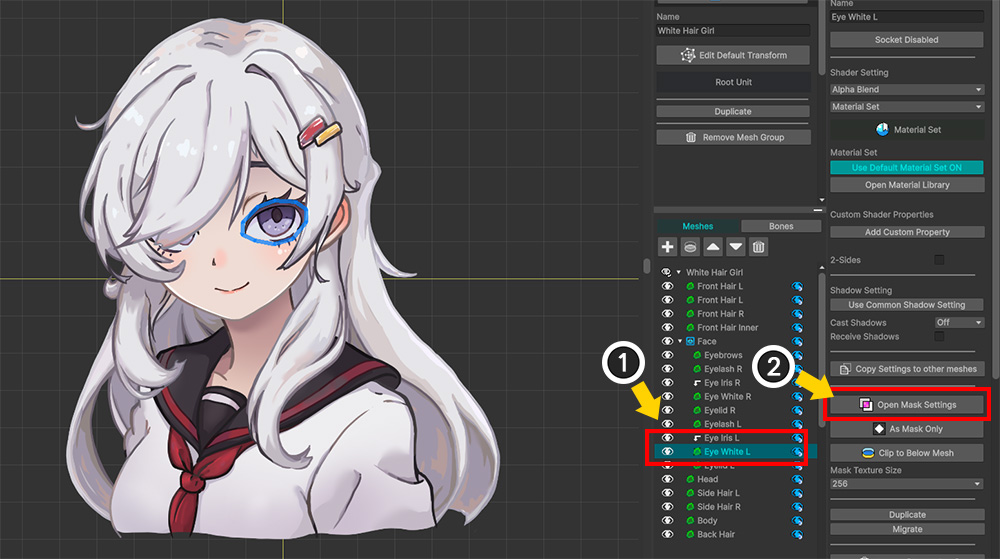 Name
White Hair Girl
Edit Default Transform
Root Unit
Duplicate
Remove Mesh Group
Meshes
Bones
White Hair Girl
Front Hair L
Front Hair L
Front Hair R
Front Hair Inner
Face
Eyebrows
Eyelash R
Eye Iris R
Eye White R
Eyelid R
Eyelash L
Eye Iris L
Eye White L
Eyelid L
Head
Side Hair L
Side Hair R
Body
Back Hair
1
2
Name
Eye White L
Socket Disabled
Shader Setting
Alpha Blend
Material Set
Material Set
Material Set
Use Default Material Set ON
Open Material Library
Custom Shader Properties
Add Custom Property
2-Sides
Shadow Setting
Use Common Shadow Setting
Cast Shadows Off
Receive Shadows
Copy Settings to other meshes
Open Mask Settings
As Mask Only
Clip to Below Mesh
Mask Texture Size
256
Duplicate
Migrate